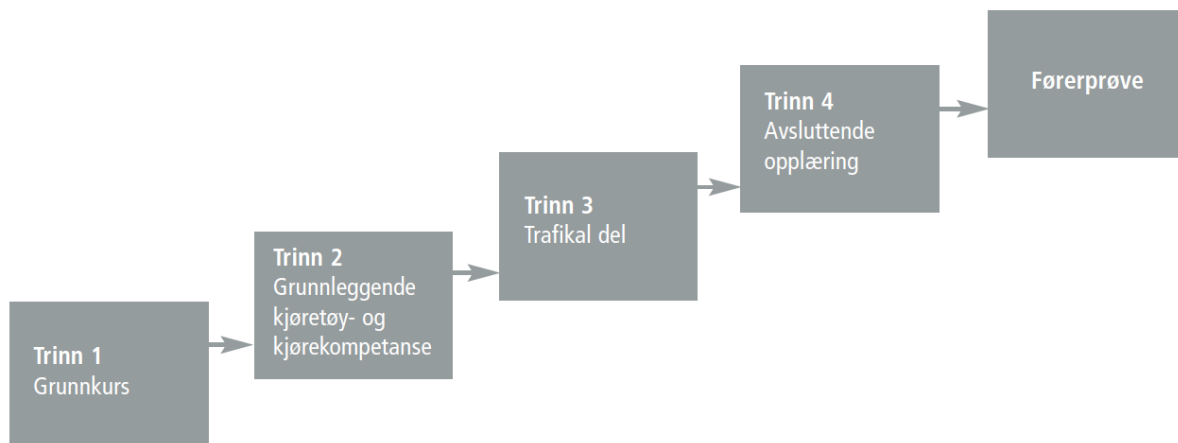 Trinn 1
Grunnkurs
Trinn 2
Grunnleggende
kjøretøy- og
kjørekompetanse
Trinn 3
Trafikal del
Trinn 4
Avsluttende
opplæring
Førerprøve